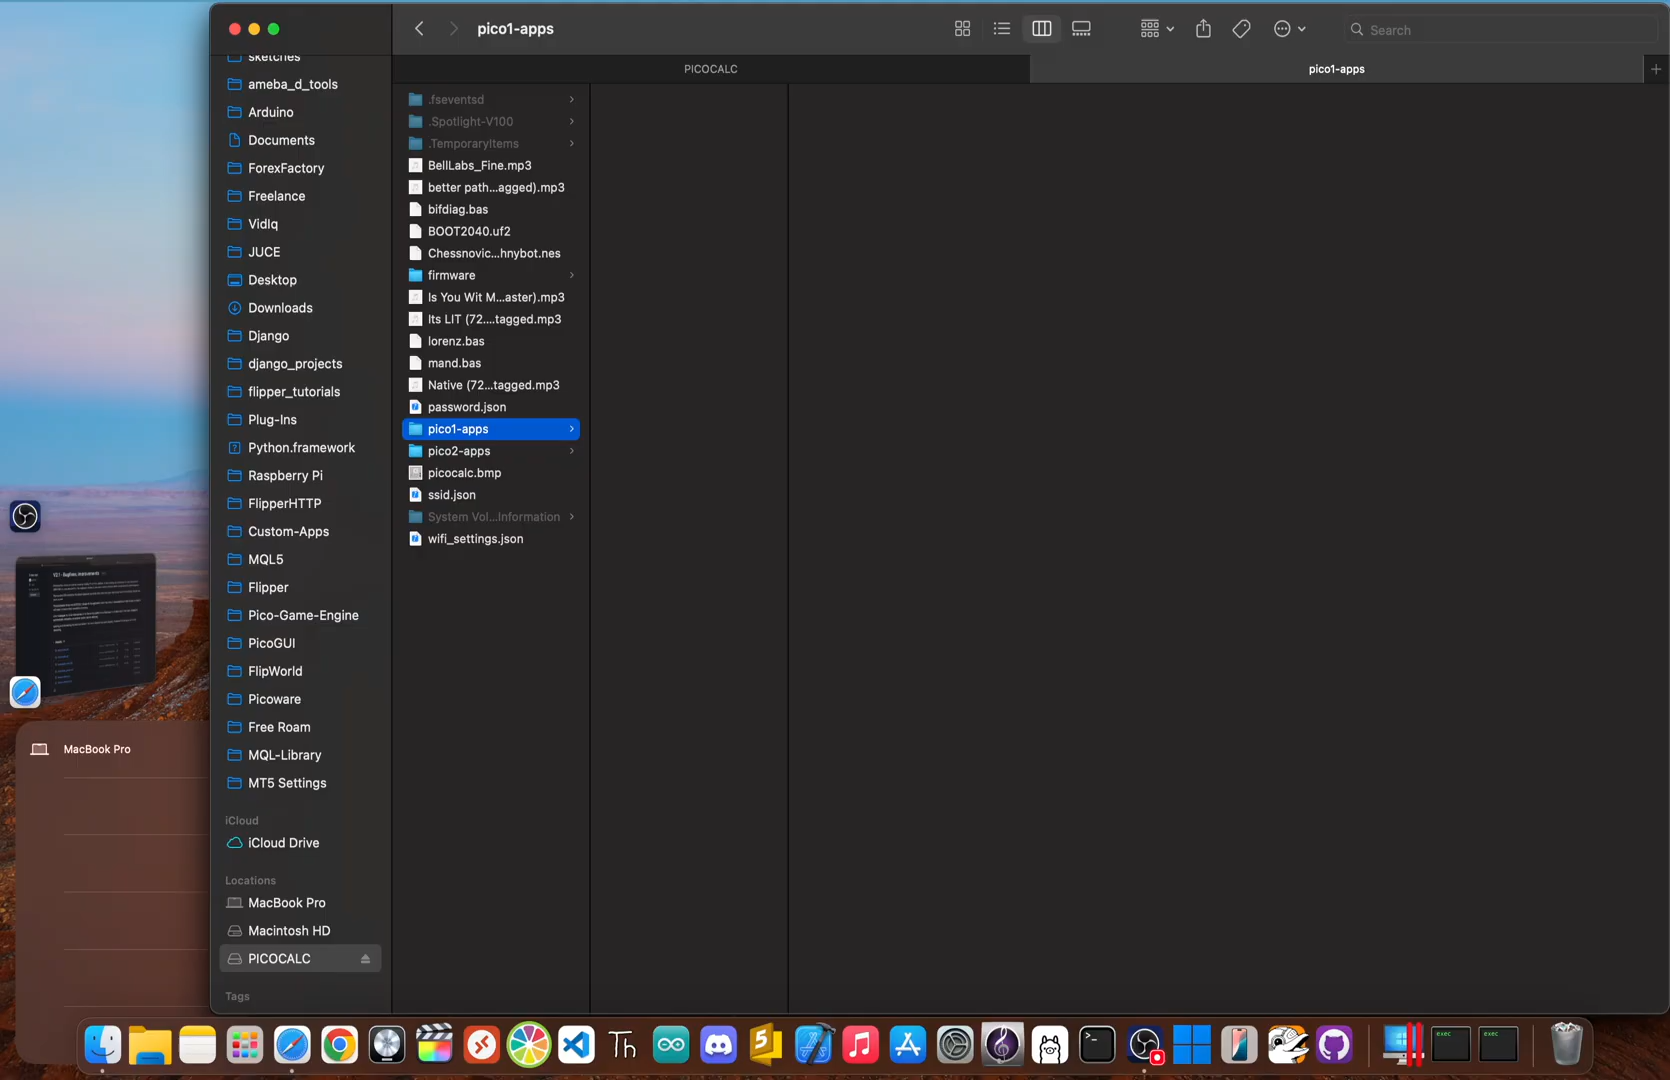 pico1-apps
Search
PICOCALC
pico1-apps
sketches
ameba_d_tools
Arduino
Documents
ForexFactory
Freelance
VidIq
JUCE
Desktop
Downloads
Django
django_projects
flipper_tutorials
Plug-Ins
Python.framework
Raspberry Pi
FlipperHTTP
Custom-Apps
MQL5
Flipper
Pico-Game-Engine
PicoGUI
FlipWorld
Picoware
Free Roam
MQL-Library
MT5 Settings
iCloud
iCloud Drive
Locations
MacBook Pro
Macintosh HD
PICOCALC
Tags
.fseventsd
.Spotlight-V100
.TemporaryItems
BellLabs_Fine.mp3
better path...agged).mp3
bifdiag.bas
BOOT2040.uf2
Chessnovic...hnybot.nes
firmware
Is You Wit M...aster).mp3
Its LIT (72....tagged.mp3
lorenz.bas
mand.bas
Native (72...tagged.mp3
password.json
pico1-apps
pico2-apps
picocalc.bmp
ssid.json
System Vol...Information
wifi_settings.json
MacBook Pro
Th
exec
exec